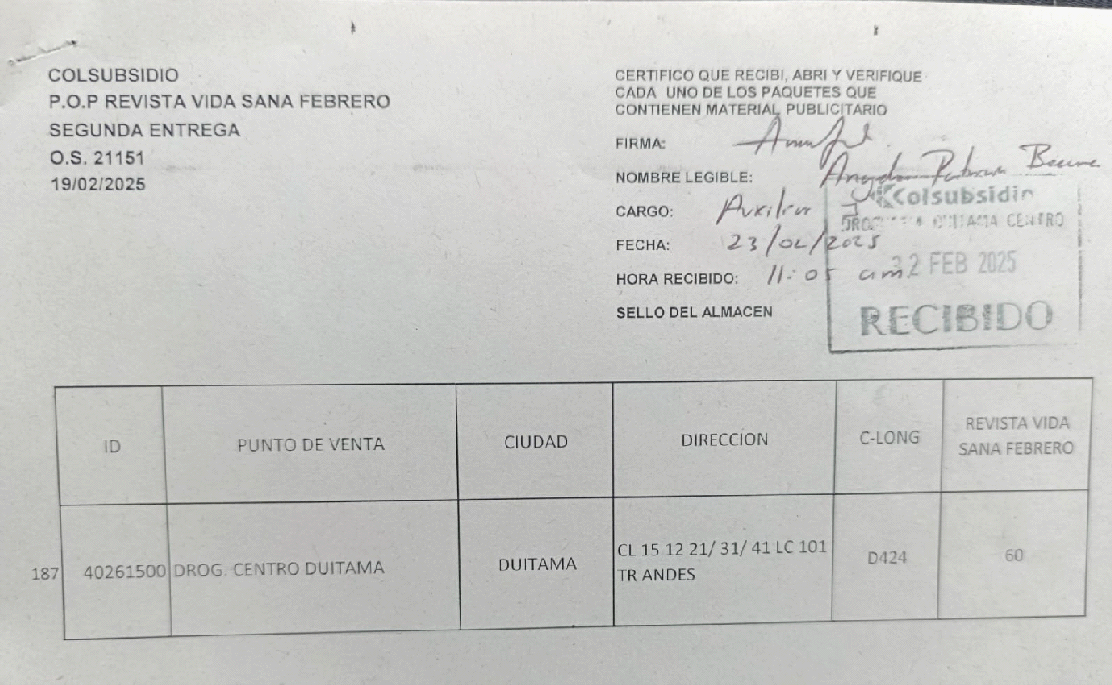 COLSUBSIDIO
P.O.P REVISTA VIDA SANA FEBRERO
SEGUNDA ENTREGA
O.S. 21151
19/02/2025
CERTIFICO QUE RECIBI, ABRI Y VERIFIQUE
CADA UNO DE LOS PAQUETES QUE
CONTIENEN MATERIAL PUBLICITARIO
FIRMA:
NOMBRE LEGIBLE:
CARGO:
FECHA: 23/02/2025
HORA RECIBIDO: 11:05 am
SELLO DEL ALMACEN
Colsubsidio
DUITAMA CENTRO
FEB 2025
RECIBIDO
ID PUNTO DE VENTA CIUDAD DIRECCION C-LONG REVISTA VIDA
SANA FEBRERO
187 40261500 DROG. CENTRO DUITAMA DUITAMA CL 15 12 21/ 31/ 41 LC 101 D424 60
TR ANDES